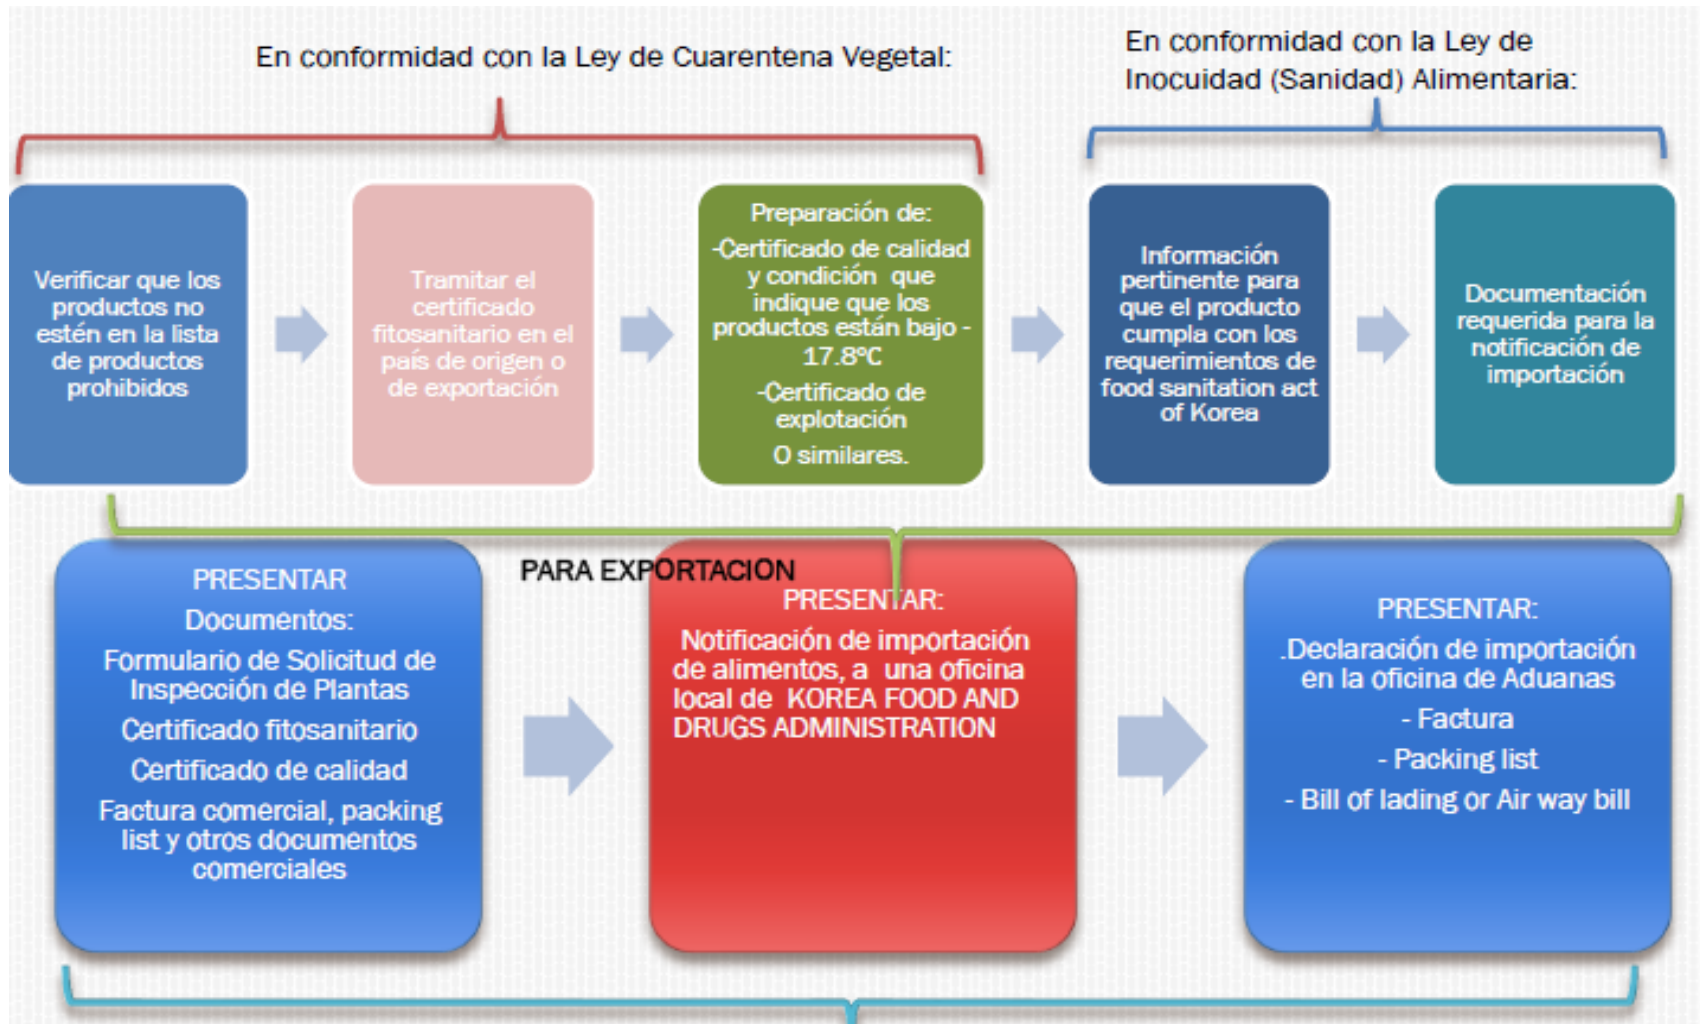 En conformidad con la Ley de Cuarentena Vegetal:
En conformidad con la Ley de
Inocuidad (Sanidad) Alimentaria:
Verificar que los
productos no
estén en la lista
de productos
prohibidos
Tramitar el
certificado
fitosanitario en el
país de origen o
de exportación
Preparación de:
-Certificado de calidad
y condición que
indique que los
productos están bajo -
17.8°C
-Certificado de
explotación
O similares.
Información
pertinente para
que el producto
cumpla con los
requerimientos de
food sanitation act
of Korea
Documentación
requerida para la
notificación de
importación
PARA EXPORTACION
PRESENTAR
Documentos:
Formulario de Solicitud de
Inspección de Plantas
Certificado fitosanitario
Certificado de calidad
Factura comercial, packing
list y otros documentos
comerciales
PRESENTAR:
Notificación de importación
de alimentos, a una oficina
local de KOREA FOOD AND
DRUGS ADMINISTRATION
PRESENTAR:
.Declaración de importación
en la oficina de Aduanas
- Factura
- Packing list
- Bill of lading or Air way bill